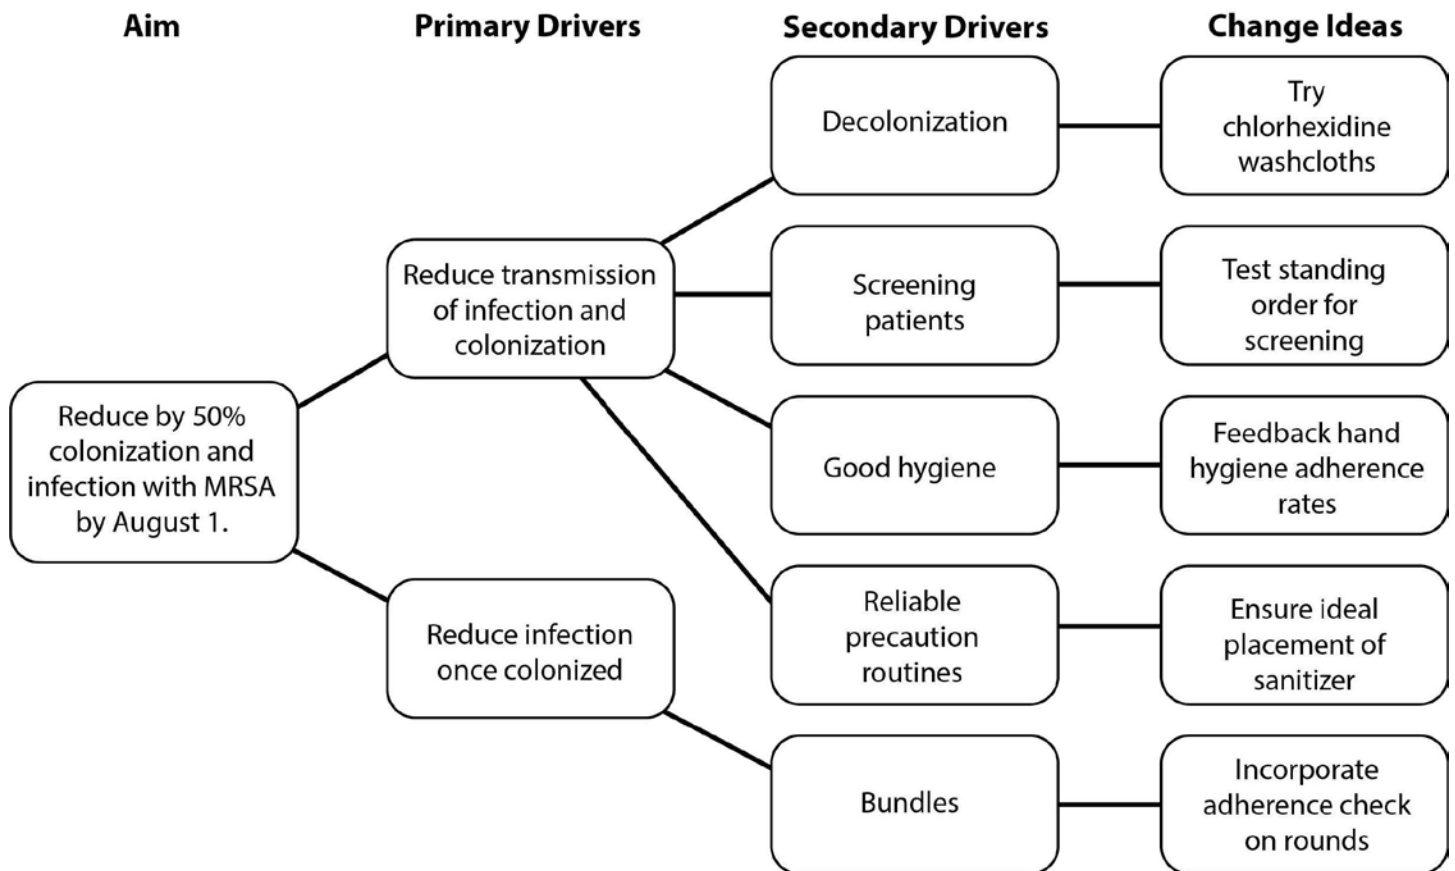 Aim
Primary Drivers
Secondary Drivers
Change Ideas
Reduce by 50%
colonization and
infection with MRSA
by August 1.
Reduce transmission
of infection and
colonization
Reduce infection
once colonized
Decolonization
Screening
patients
Good hygiene
Reliable
precaution
routines
Bundles
Try
chlorhexidine
washcloths
Test standing
order for
screening
Feedback hand
hygiene adherence
rates
Ensure ideal
placement of
sanitizer
Incorporate
adherence check
on rounds